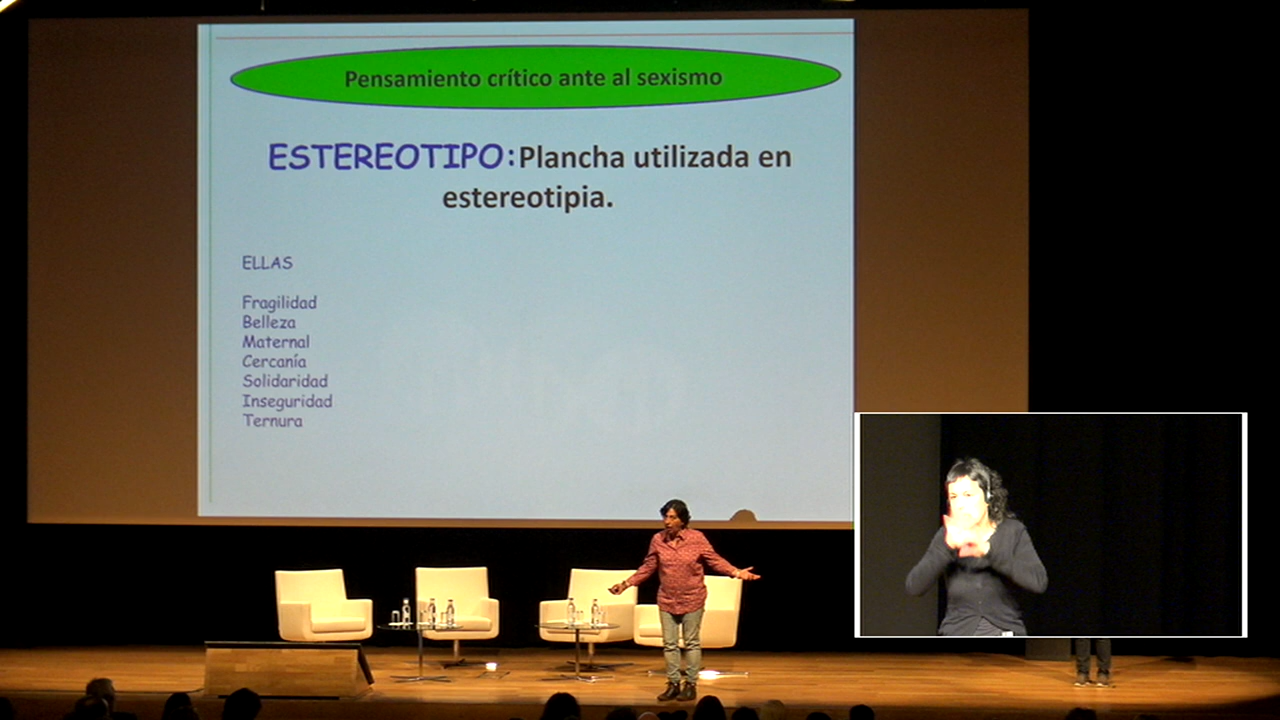 Pensamiento crítico ante al sexismo
ESTEREOTIPO:Plancha utilizada en
estereotipia.
ELLAS
Fragilidad
Belleza
Maternal
Cercanía
Solidaridad
Inseguridad
Ternura